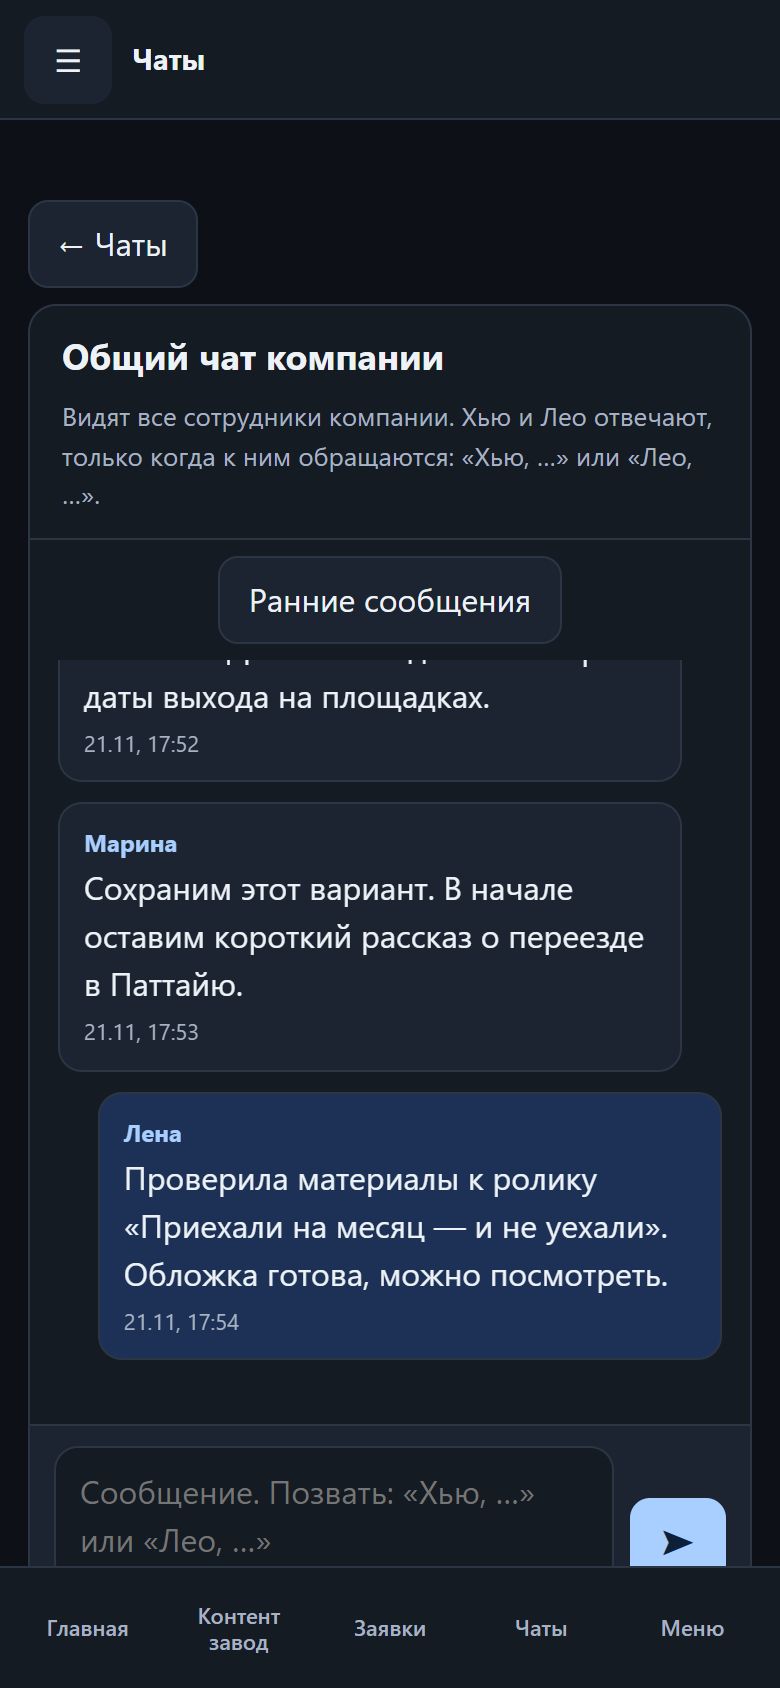 ☰ Чаты
← Чаты
Общий чат компании
Видят все сотрудники компании. Хью и Лео отвечают,
только когда к ним обращаются: «Хью, ...» или «Лео,
...».
Ранние сообщения
даты выхода на площадках.
21.11, 17:52
Марина
Сохраним этот вариант. В начале
оставим короткий рассказ о переезде
в Паттайю.
21.11, 17:53
Лена
Проверила материалы к ролику
«Приехали на месяц — и не уехали».
Обложка готова, можно посмотреть.
21.11, 17:54
Сообщение. Позвать: «Хью, ...»
или «Лео, ...»
Главная
Контент
завод
Заявки
Чаты
Меню